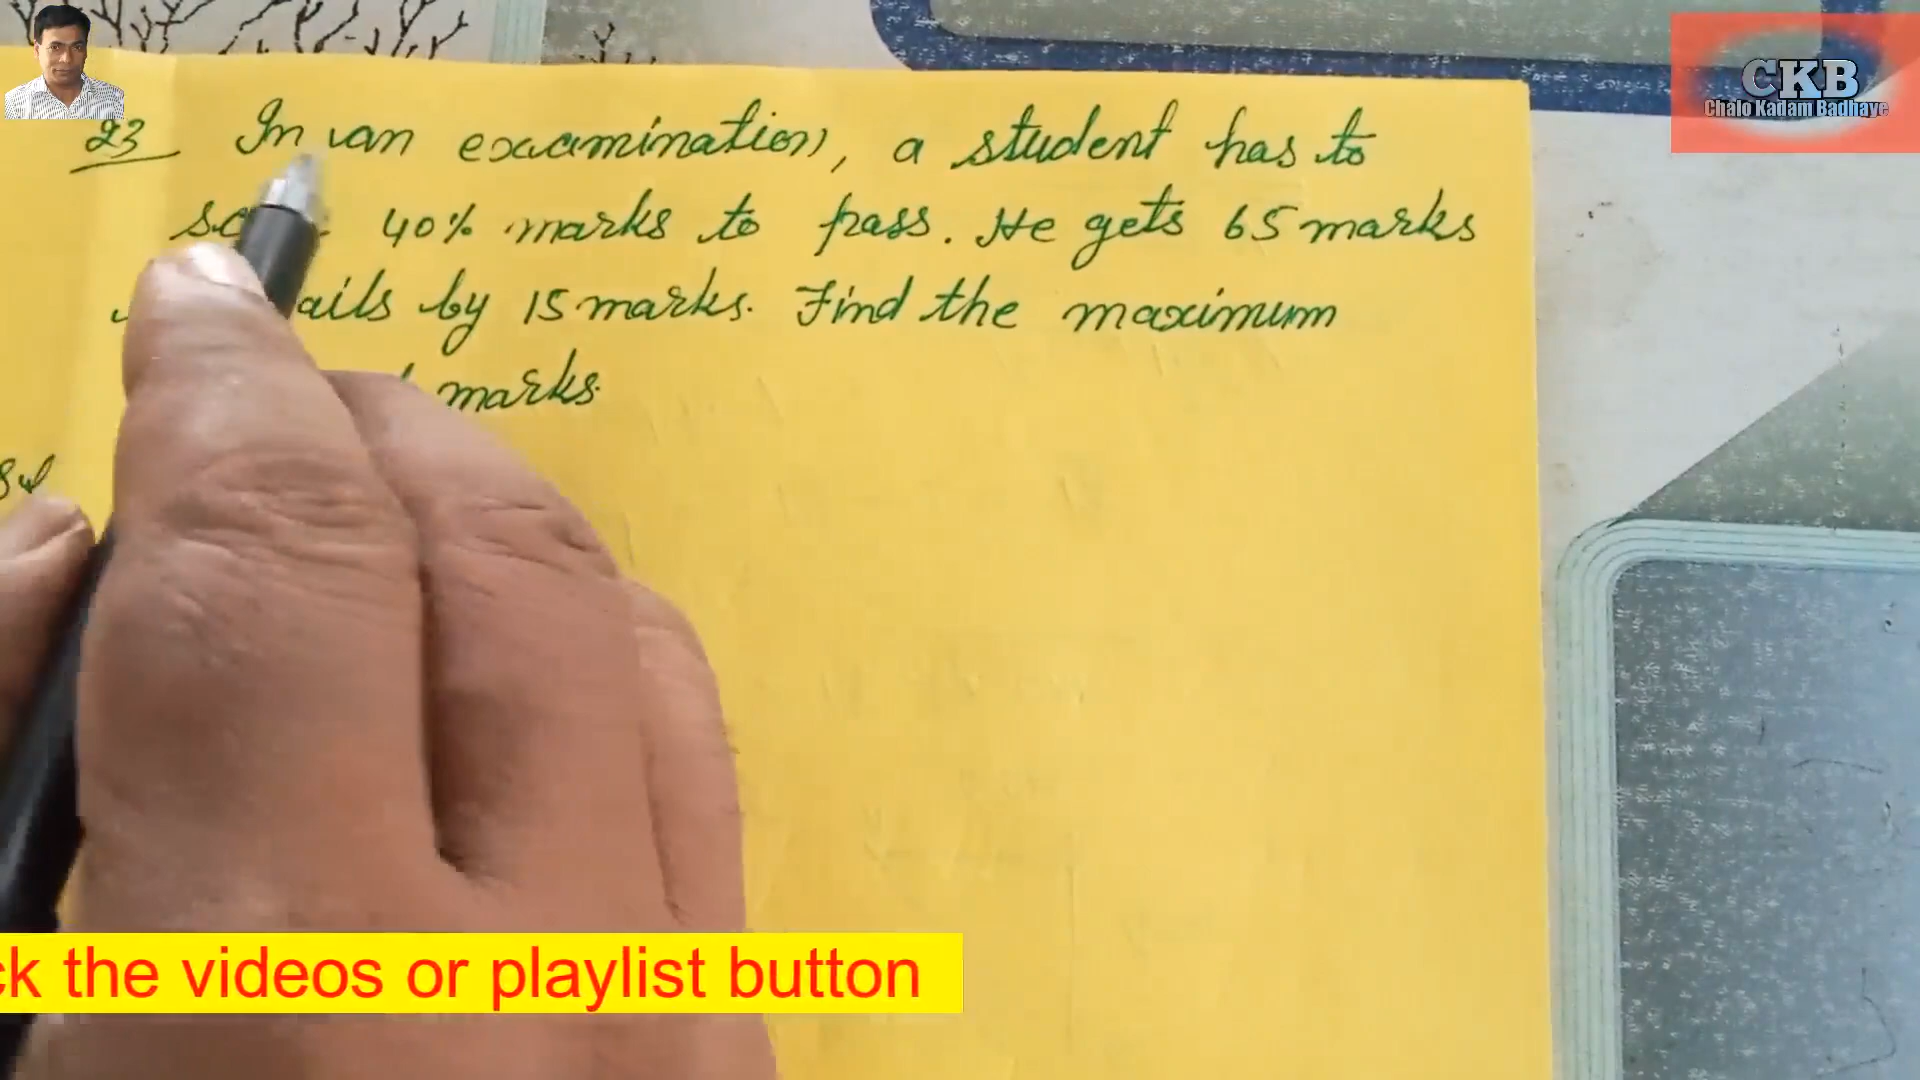 CKB
Chalo Kadam Badhaye
23 In an examination, a student has to
40% marks to pass. He gets 65 marks
ails by 15 marks. Find the maximum
marks.
ck the videos or playlist button